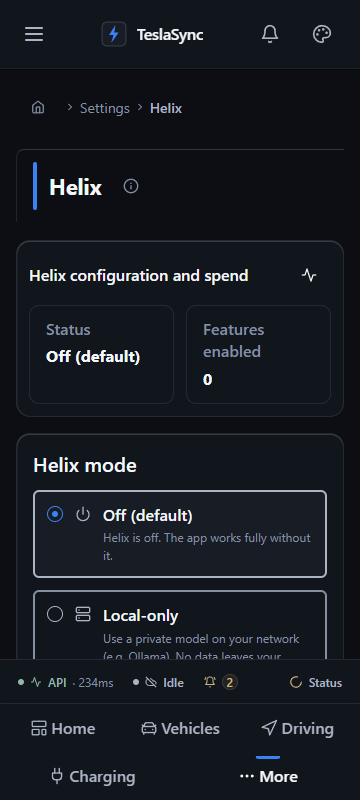 TeslaSync
Settings
Helix
Helix
Helix configuration and spend
Status
Off (default)
Features
enabled
0
Helix mode
Off (default)
Helix is off. The app works fully without
it.
Local-only
Use a private model on your network
(e.g. Ollama). No data leaves your
API · 234ms
Idle
2
Status
Home
Vehicles
Driving
Charging
More